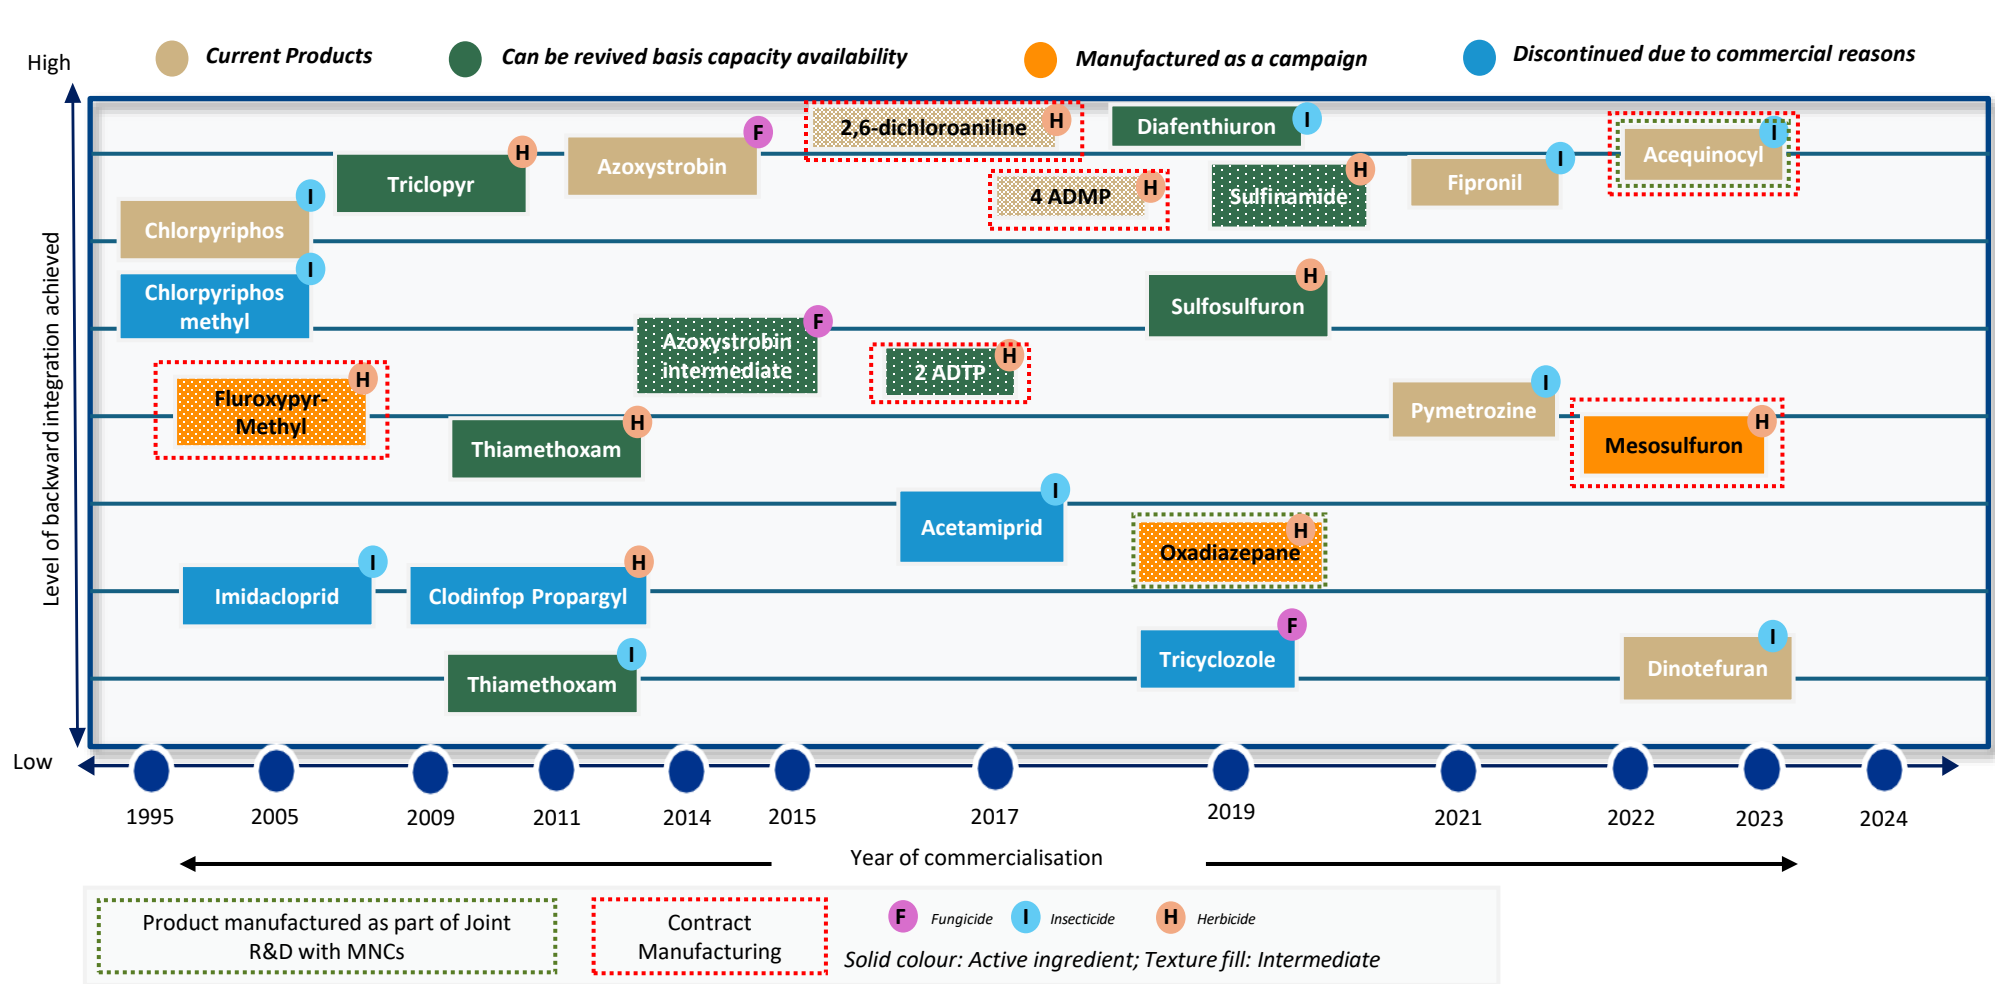 High
Current Products
Can be revived basis capacity availability
Manufactured as a campaign
Discontinued due to commercial reasons
Level of backward integration achieved
2,6-dichloroaniline
H
Diafenthiuron
I
Azoxystrobin
F
Acequinocyl
I
Triclopyr
H
Fipronil
I
4 ADMP
H
Sulfinamide
H
Chlorpyriphos
I
Chlorpyriphos
methyl
I
Sulfosulfuron
H
Azoxystrobin
intermediate
F
2 ADTP
H
Fluroxypyr-
Methyl
H
Pymetrozine
I
Thiamethoxam
H
Mesosulfuron
H
Acetamiprid
I
Oxadiazepane
H
Imidacloprid
I
Clodinfop Propargyl
H
Tricyclozole
F
Dinotefuran
I
Thiamethoxam
I
Low
1995
2005
2009
2011
2014
2015
2017
2019
2021
2022
2023
2024
Year of commercialisation
Product manufactured as part of Joint
R&D with MNCs
Contract
Manufacturing
F Fungicide
I Insecticide
H Herbicide
Solid colour: Active ingredient; Texture fill: Intermediate